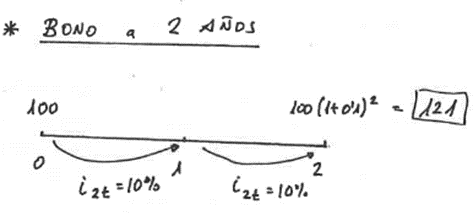 * BONO a 2 AÑOS
100 100(1+0'1)² = 121
0 1 2
i₂ₜ=10% i₂ₜ=10%